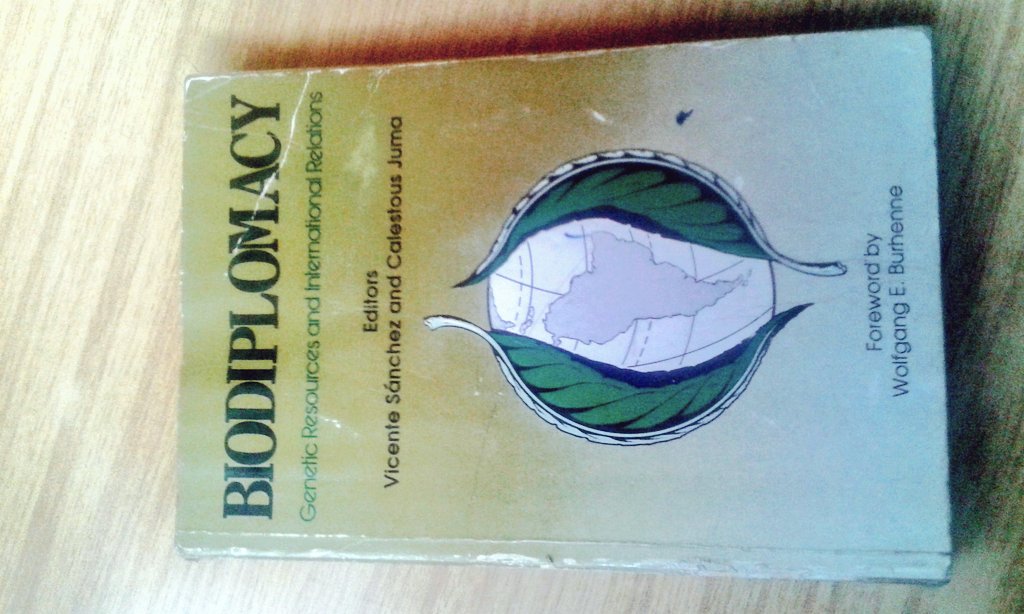 BIODIPLOMACY
Genetic Resources and International Relations
Editors
Vicente Sánchez and Calestous Juma
Foreword by
Wolfgang E. Burhenne